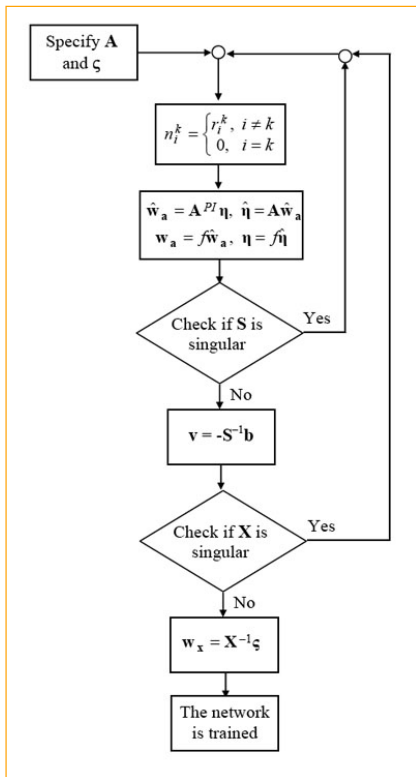 Specify A
and ς
n_i^k = { r_i^k, i ≠ k
0, i = k
ŵ_a = A^{PI} η, η̂ = Aŵ_a
w_a = fŵ_a, η = fη̂
Check if S is
singular
Yes
No
v = -S^{-1}b
Check if X is
singular
Yes
No
w_x = X^{-1}ς
The network
is trained